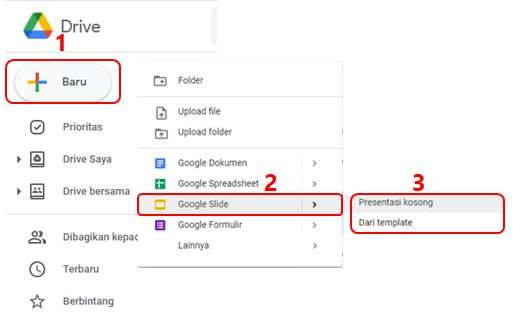 Drive
1
Baru
Prioritas
Drive Saya
Drive bersama
Dibagikan kepac
Terbaru
Berbintang
Folder
Upload file
Upload folder
Google Dokumen
Google Spreadsheet
2
Google Slide
Google Formulir
Lainnya
3
Presentasi kosong
Dari template